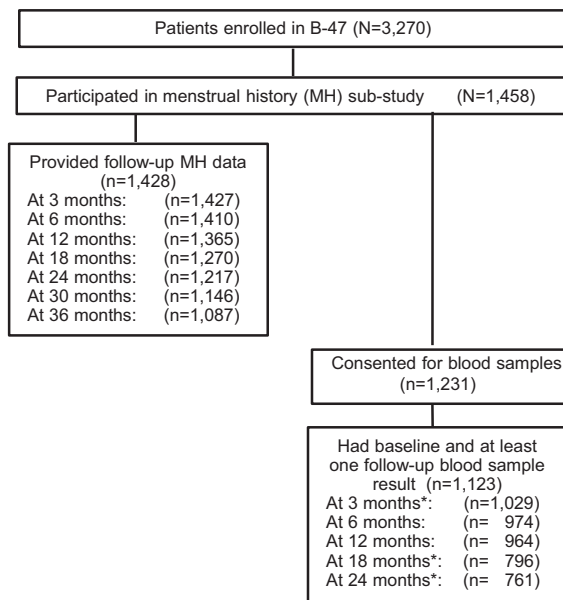 Patients enrolled in B-47 (N=3,270)
Participated in menstrual history (MH) sub-study (N=1,458)
Provided follow-up MH data
(n=1,428)
At 3 months: (n=1,427)
At 6 months: (n=1,410)
At 12 months: (n=1,365)
At 18 months: (n=1,270)
At 24 months: (n=1,217)
At 30 months: (n=1,146)
At 36 months: (n=1,087)
Consented for blood samples
(n=1,231)
Had baseline and at least
one follow-up blood sample
result (n=1,123)
At 3 months*: (n=1,029)
At 6 months: (n= 974)
At 12 months: (n= 964)
At 18 months*: (n= 796)
At 24 months*: (n= 761)